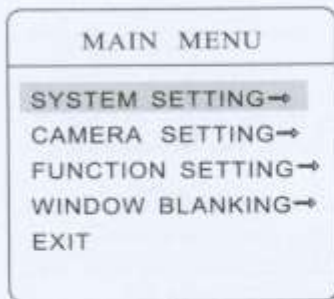 MAIN MENU
SYSTEM SETTING→
CAMERA SETTING→
FUNCTION SETTING→
WINDOW BLANKING→
EXIT